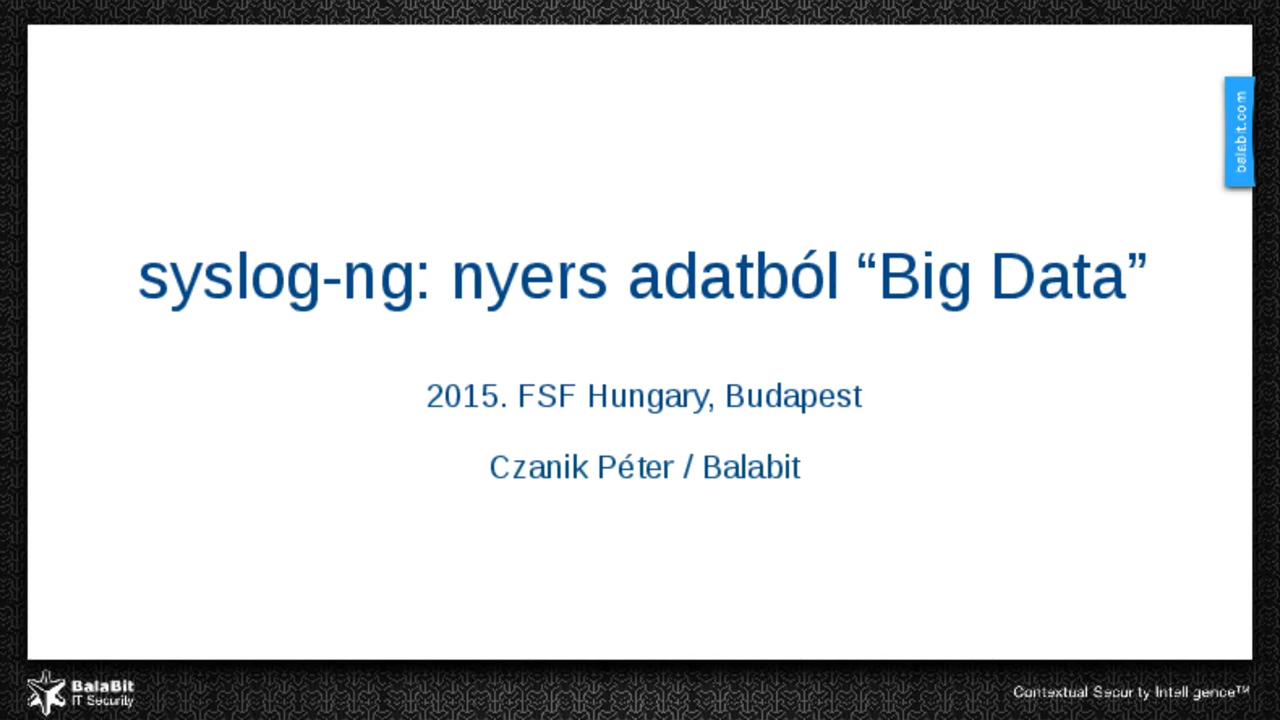 balabit.com
syslog-ng: nyers adatból “Big Data”
2015. FSF Hungary, Budapest
Czanik Péter / Balabit
BalaBit
IT Security
Contextual Security Intelligence™